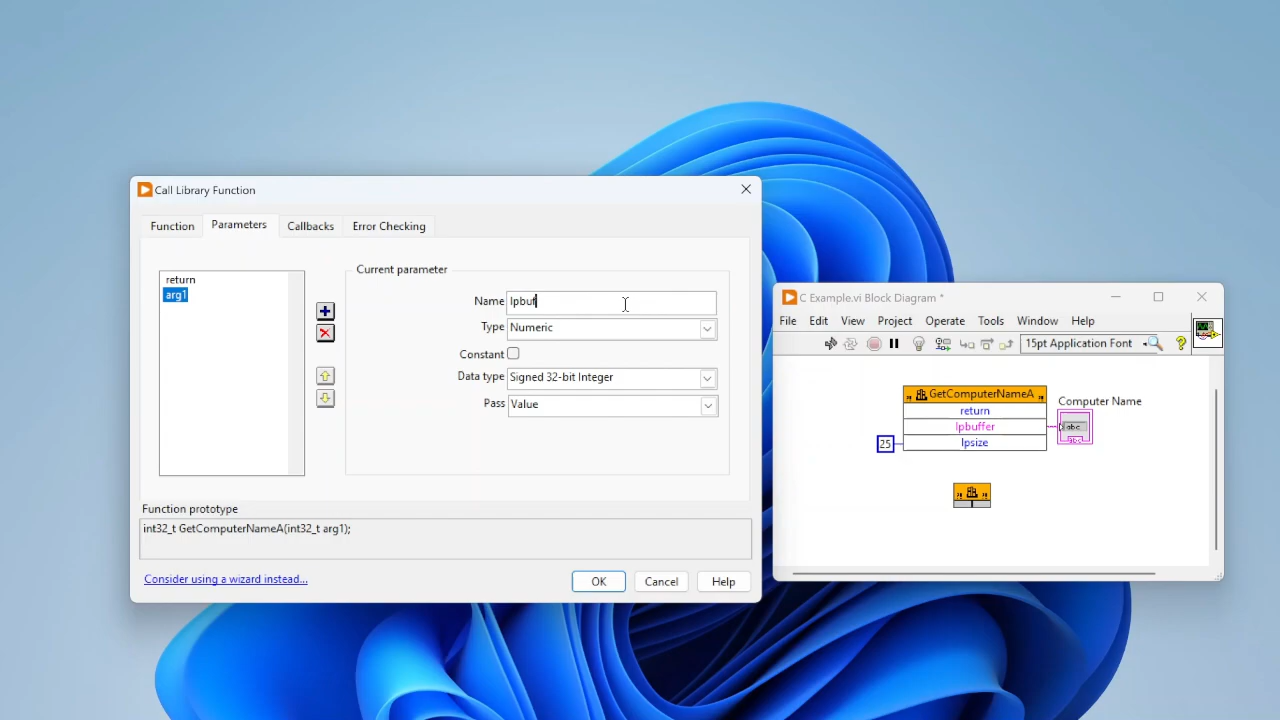 Call Library Function
Function
Parameters
Callbacks
Error Checking
return
arg1
Current parameter
Name lpbuf
Type Numeric
Constant
Data type Signed 32-bit Integer
Pass Value
Function prototype
int32_t GetComputerNameA(int32_t arg1);
Consider using a wizard instead...
OK
Cancel
Help
C Example.vi Block Diagram *
File Edit View Project Operate Tools Window Help
15pt Application Font
GetComputerNameA
return
lpbuffer
25 lpsize
Computer Name
abc
abc